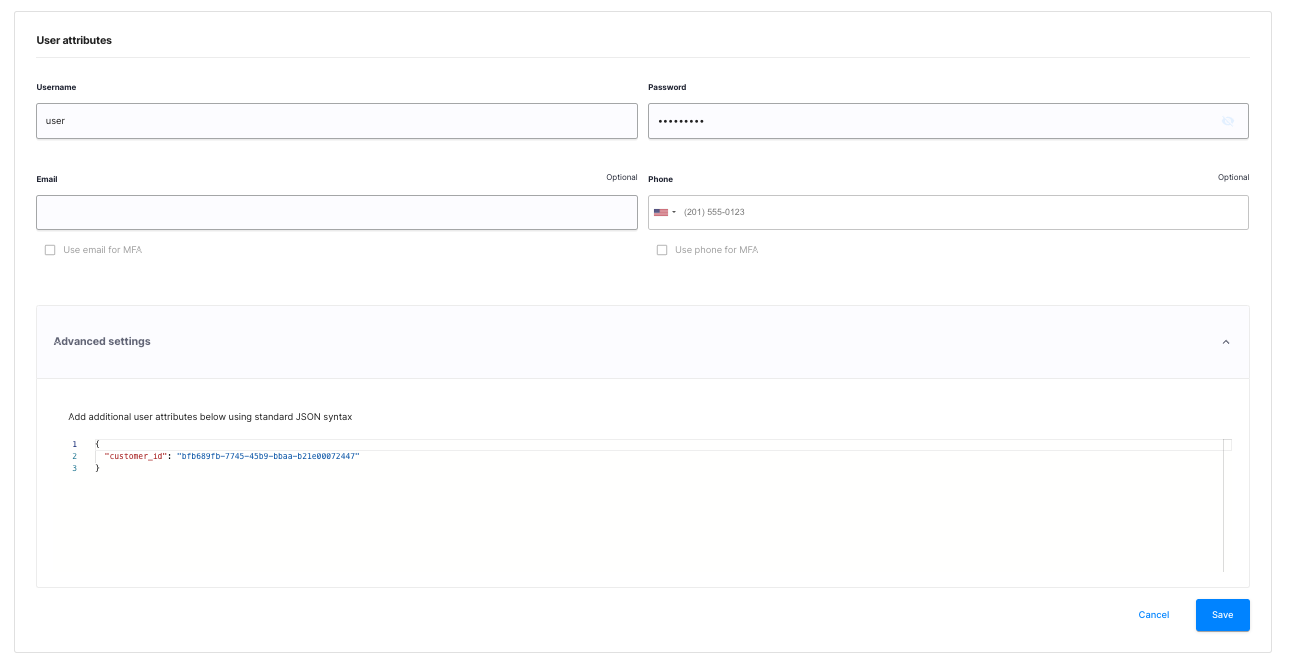 User attributes
Username
Password
user
•••••••••
Email
Optional
Phone
Optional
(201) 555-0123
Use email for MFA
Use phone for MFA
Advanced settings
Add additional user attributes below using standard JSON syntax
1 {
2 "customer_id": "bfb689fb-7745-45b9-bbaa-b21e00072447"
3 }
Cancel
Save